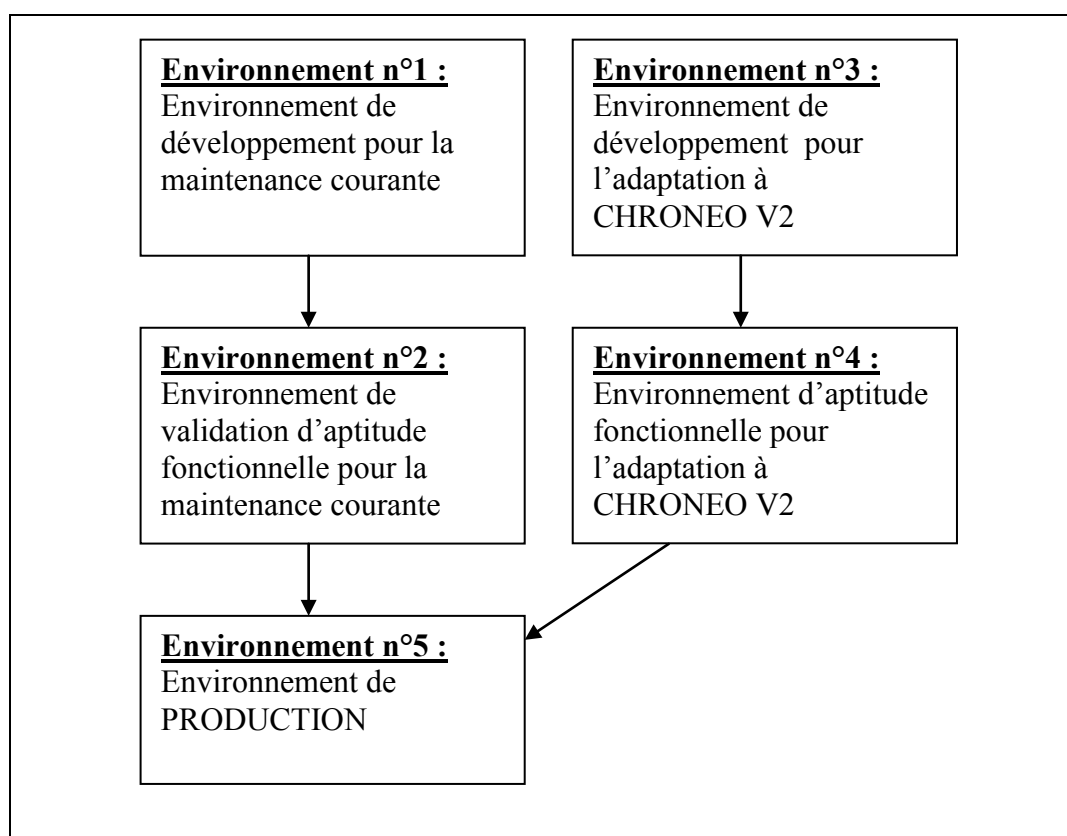 Environnement n°1 :
Environnement de
développement pour la
maintenance courante
Environnement n°3 :
Environnement de
développement pour
l’adaptation à
CHRONEO V2
Environnement n°2 :
Environnement de
validation d’aptitude
fonctionnelle pour la
maintenance courante
Environnement n°4 :
Environnement d’aptitude
fonctionnelle pour
l’adaptation à
CHRONEO V2
Environnement n°5 :
Environnement de
PRODUCTION